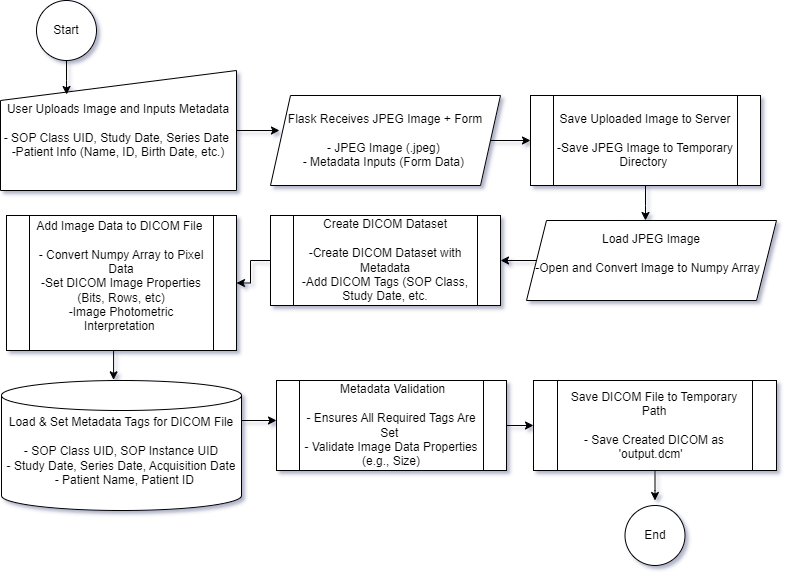 Start
User Uploads Image and Inputs Metadata
- SOP Class UID, Study Date, Series Date
-Patient Info (Name, ID, Birth Date, etc.)
Flask Receives JPEG Image + Form
- JPEG Image (.jpeg)
- Metadata Inputs (Form Data)
Save Uploaded Image to Server
-Save JPEG Image to Temporary
Directory
Load JPEG Image
-Open and Convert Image to Numpy Array
Create DICOM Dataset
-Create DICOM Dataset with
Metadata
-Add DICOM Tags (SOP Class,
Study Date, etc.
Add Image Data to DICOM File
- Convert Numpy Array to Pixel
Data
-Set DICOM Image Properties
(Bits, Rows, etc)
-Image Photometric
Interpretation
Load & Set Metadata Tags for DICOM File
- SOP Class UID, SOP Instance UID
- Study Date, Series Date, Acquisition Date
- Patient Name, Patient ID
Metadata Validation
- Ensures All Required Tags Are
Set
- Validate Image Data Properties
(e.g., Size)
Save DICOM File to Temporary
Path
- Save Created DICOM as
'output.dcm'
End